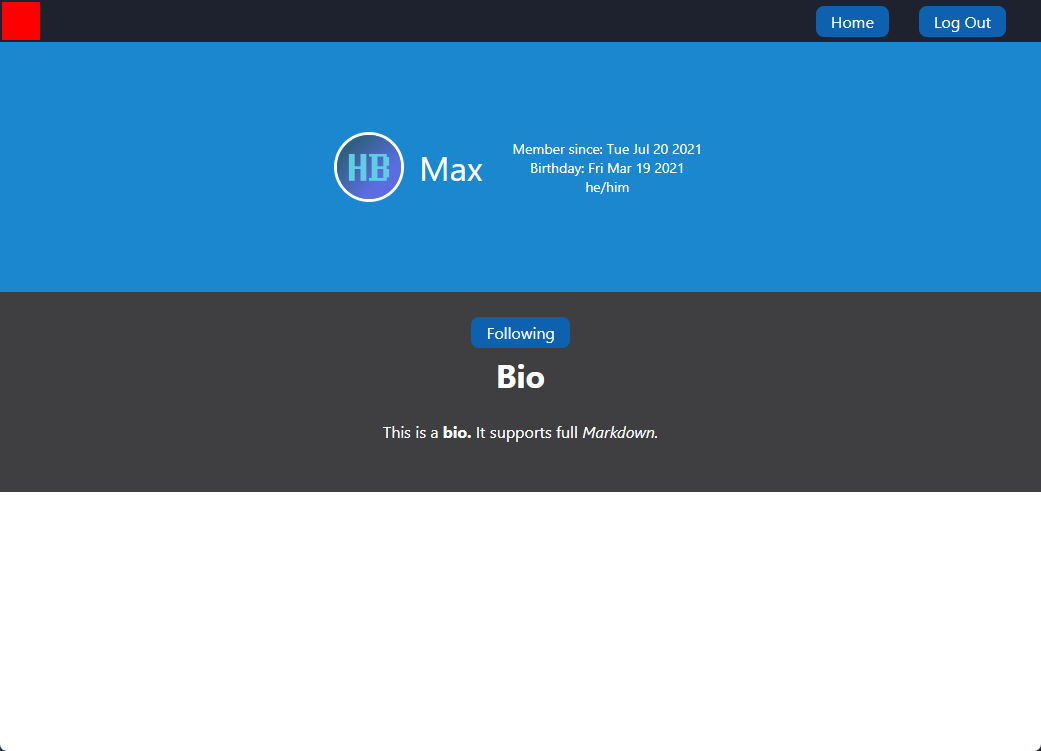 Home
Log Out
HB
Max
Member since: Tue Jul 20 2021
Birthday: Fri Mar 19 2021
he/him
Following
Bio
This is a bio. It supports full Markdown.